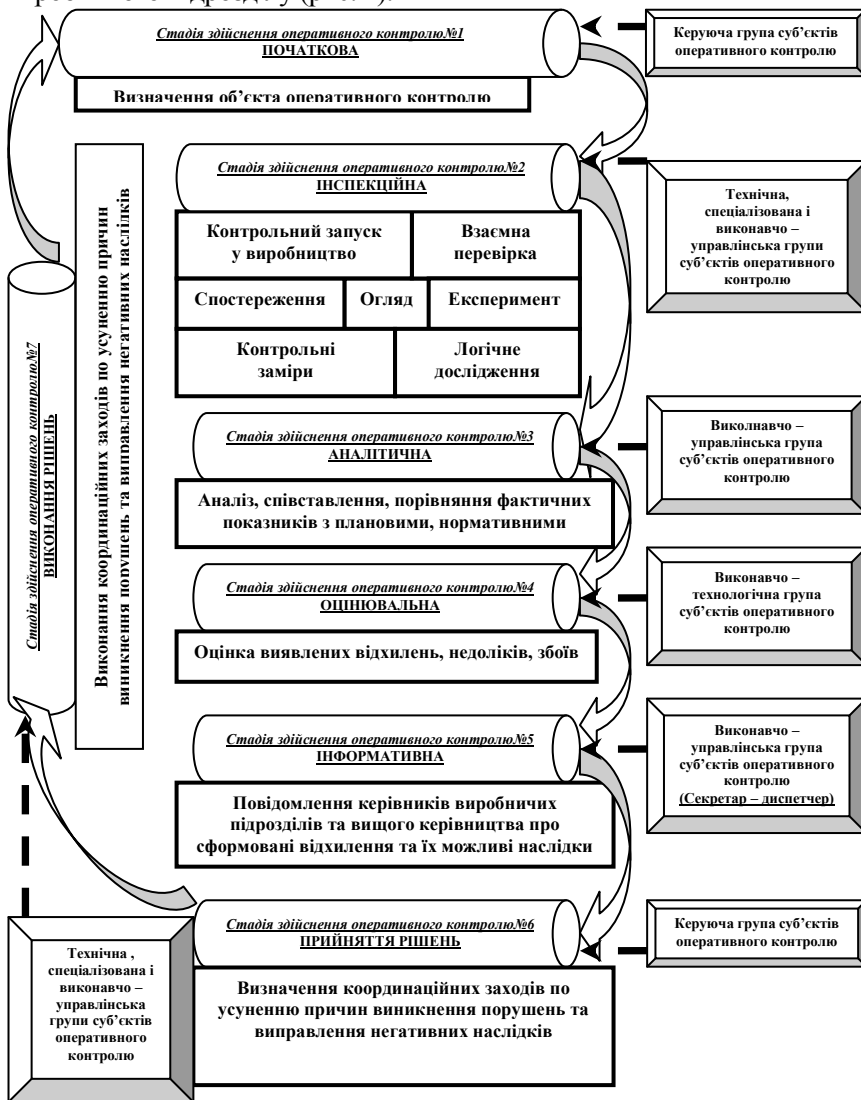 Стадія здійснення оперативного контролю№1
ПОЧАТКОВА
Керуюча група суб’єктів
оперативного контролю
Визначення об’єкта оперативного контролю
Стадія здійснення оперативного контролю№2
ІНСПЕКЦІЙНА
Технічна,
спеціалізована і
виконавчо –
управлінська групи
суб’єктів оперативного
контролю
Контрольний запуск
у виробництво
Взаємна
перевірка
Спостереження
Огляд
Експеримент
Контрольні
заміри
Логічне
дослідження
Стадія здійснення оперативного контролю№3
АНАЛІТИЧНА
Виколнавчо –
управлінська група
суб’єктів оперативного
контролю
Аналіз, співставлення, порівняння фактичних
показників з плановими, нормативними
Стадія здійснення оперативного контролю№4
ОЦІНЮВАЛЬНА
Виконавчо –
технологічна група
суб’єктів оперативного
контролю
Оцінка виявлених відхилень, недоліків, збоїв
Стадія здійснення оперативного контролю№5
ІНФОРМАТИВНА
Виконавчо –
управлінська група
суб’єктів оперативного
контролю
(Секретар – диспетчер)
Повідомлення керівників виробничих
підрозділів та вищого керівництва про
сформовані відхилення та їх можливі наслідки
Стадія здійснення оперативного контролю№6
ПРИЙНЯТТЯ РІШЕНЬ
Керуюча група суб’єктів
оперативного контролю
Визначення координаційних заходів по
усуненню причин виникнення порушень та
виправлення негативних наслідків
Стадія здійснення оперативного контролю№7
ВИКОНАННЯ РІШЕНЬ
Виконання координаційних заходів по усуненню причин
виникнення порушень та виправлення негативних наслідків
Технічна ,
спеціалізована і
виконавчо –
управлінська
групи суб’єктів
оперативного
контролю